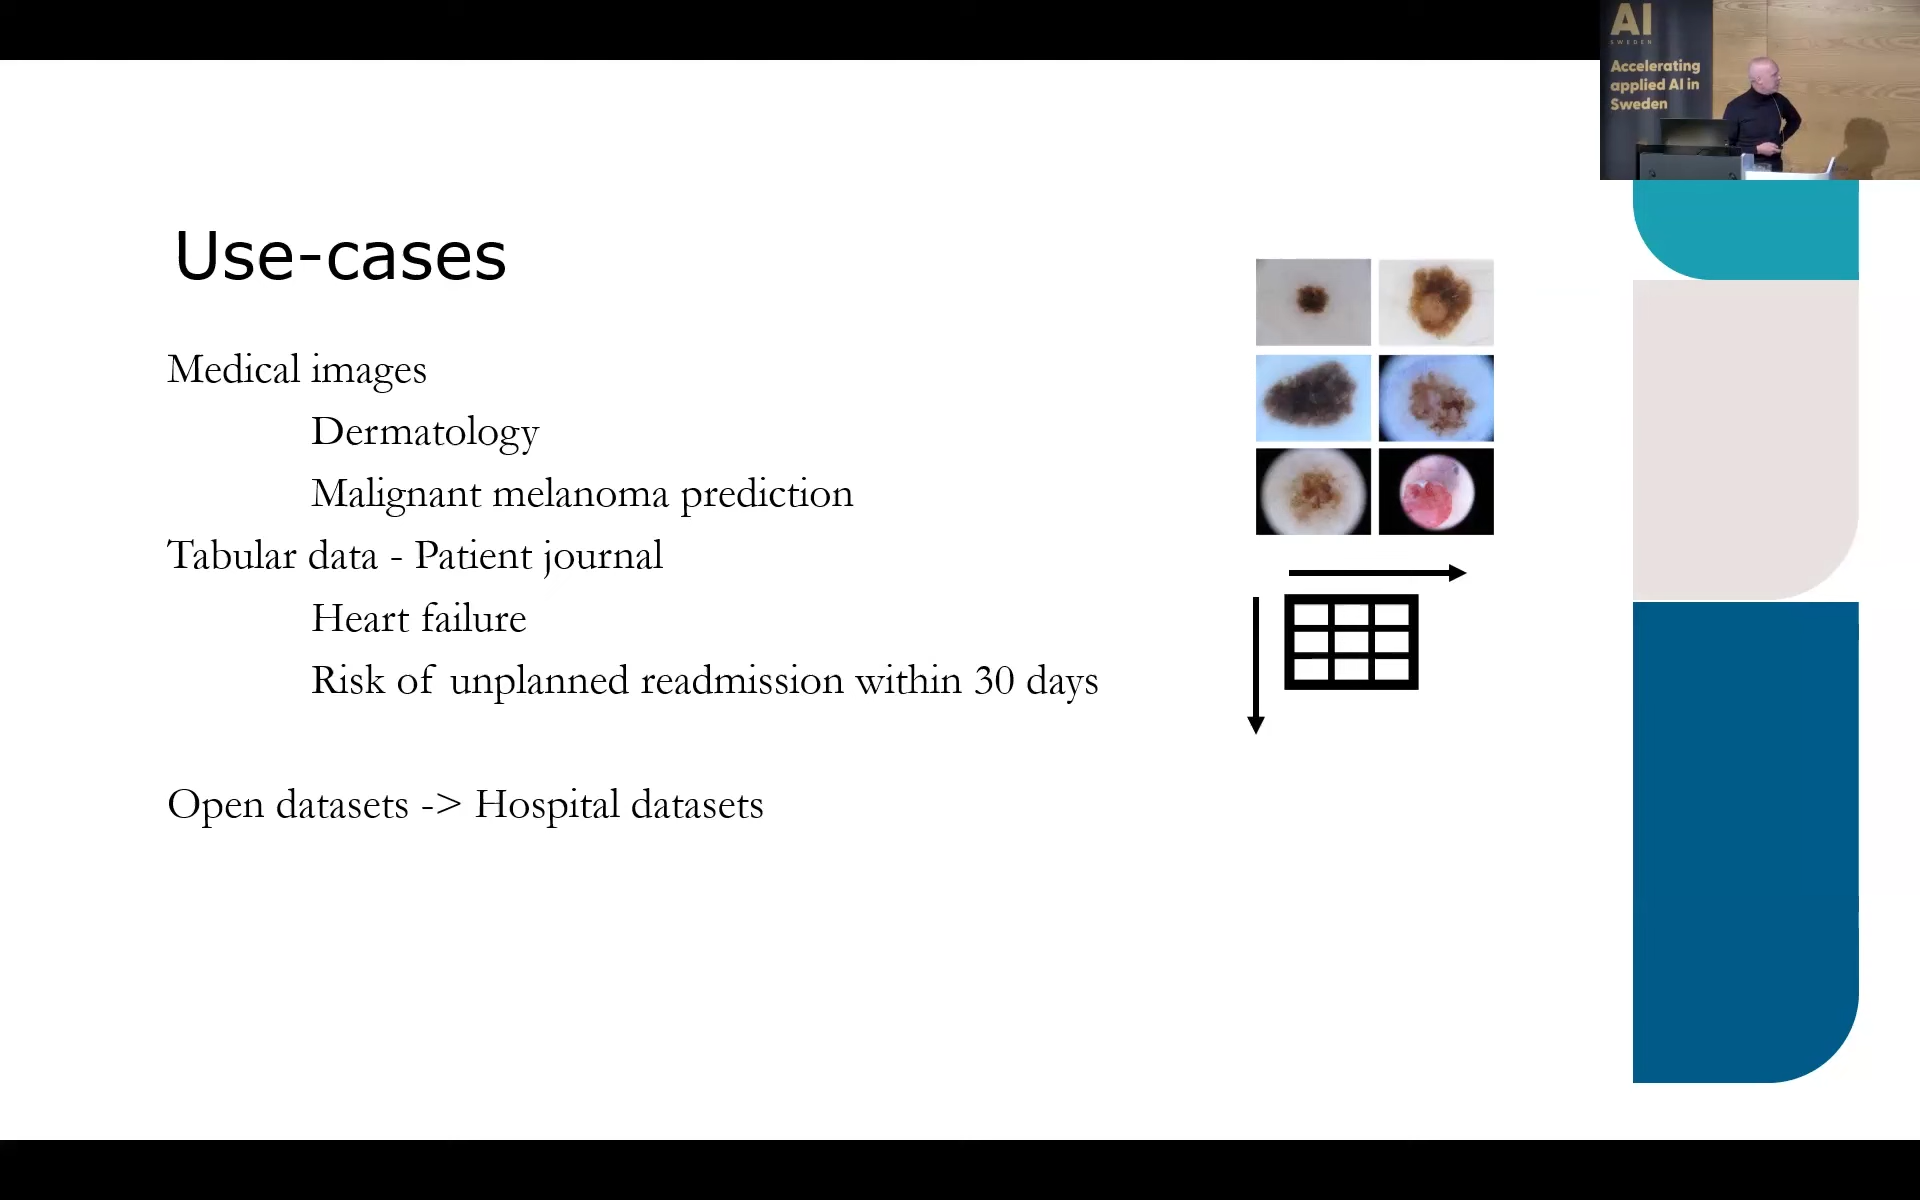 AI
SWEDEN
Accelerating
applied AI in
Sweden
Use-cases
Medical images
Dermatology
Malignant melanoma prediction
Tabular data - Patient journal
Heart failure
Risk of unplanned readmission within 30 days
Open datasets -> Hospital datasets